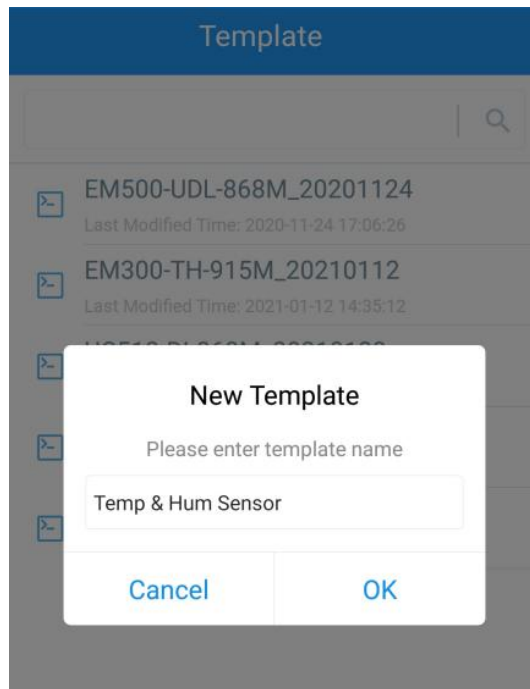 Template
EM500-UDL-868M_20201124
Last Modified Time: 2020-11-24 17:06:26
EM300-TH-915M_20210112
Last Modified Time: 2021-01-12 14:35:12
New Template
Please enter template name
Temp & Hum Sensor
Cancel
OK